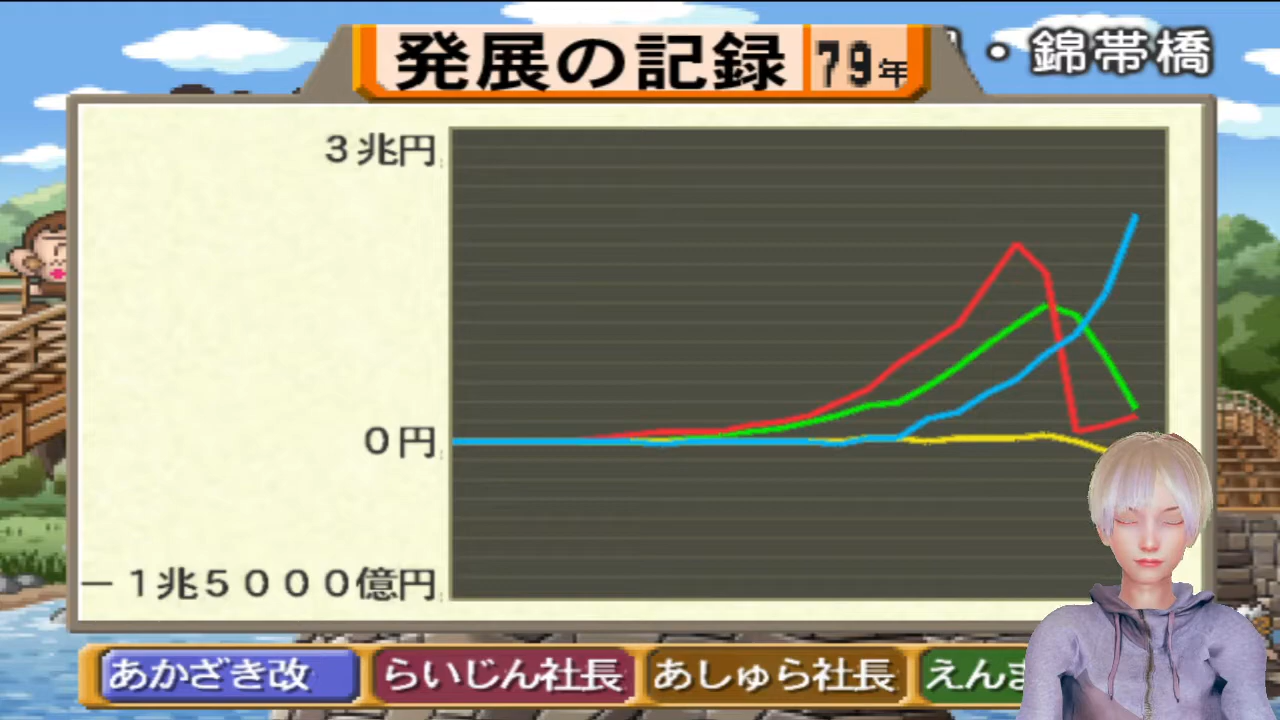 発展の記録 79年
・錦帯橋
3兆円
0円
－1兆5000億円
あかざき改 らいじん社長 あしゅら社長 えんま